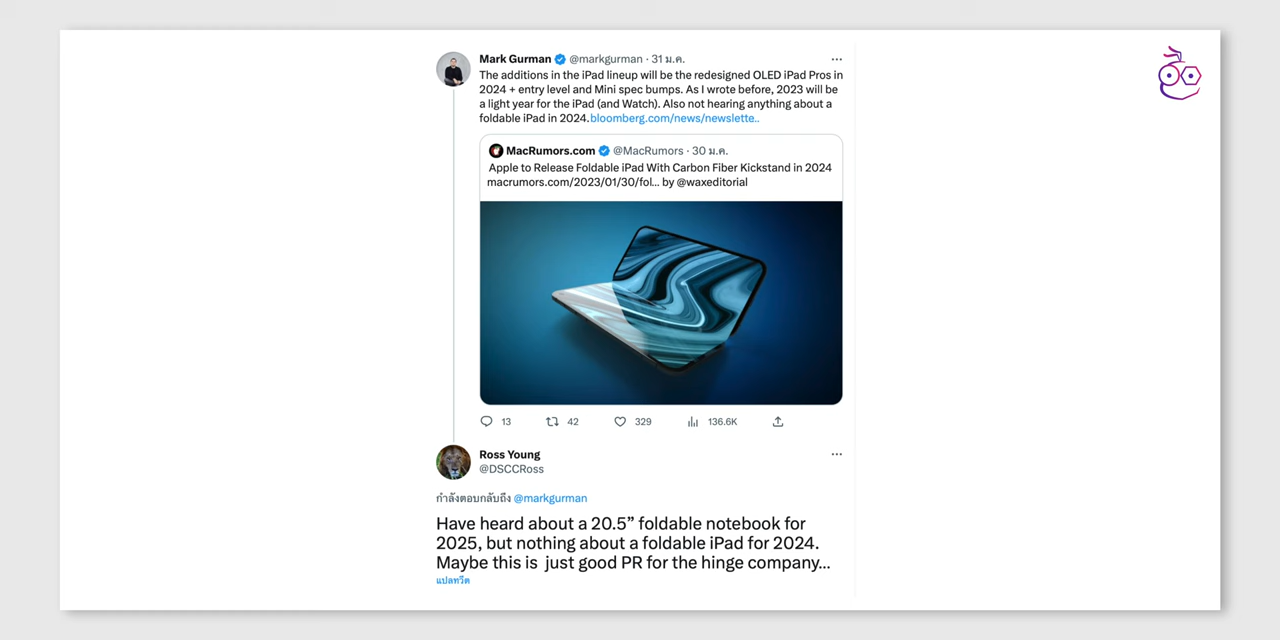 Mark Gurman @markgurman · 31 ม.ค.
The additions in the iPad lineup will be the redesigned OLED iPad Pros in
2024 + entry level and Mini spec bumps. As I wrote before, 2023 will be
a light year for the iPad (and Watch). Also not hearing anything about a
foldable iPad in 2024.bloomberg.com/news/newslette..
MacRumors.com @MacRumors · 30 ม.ค.
Apple to Release Foldable iPad With Carbon Fiber Kickstand in 2024
macrumors.com/2023/01/30/fol... by @waxeditorial
13 42 329 136.6K
Ross Young
@DSCCRoss
กำลังตอบกลับถึง @markgurman
Have heard about a 20.5” foldable notebook for
2025, but nothing about a foldable iPad for 2024.
Maybe this is just good PR for the hinge company...
แปลทวีต